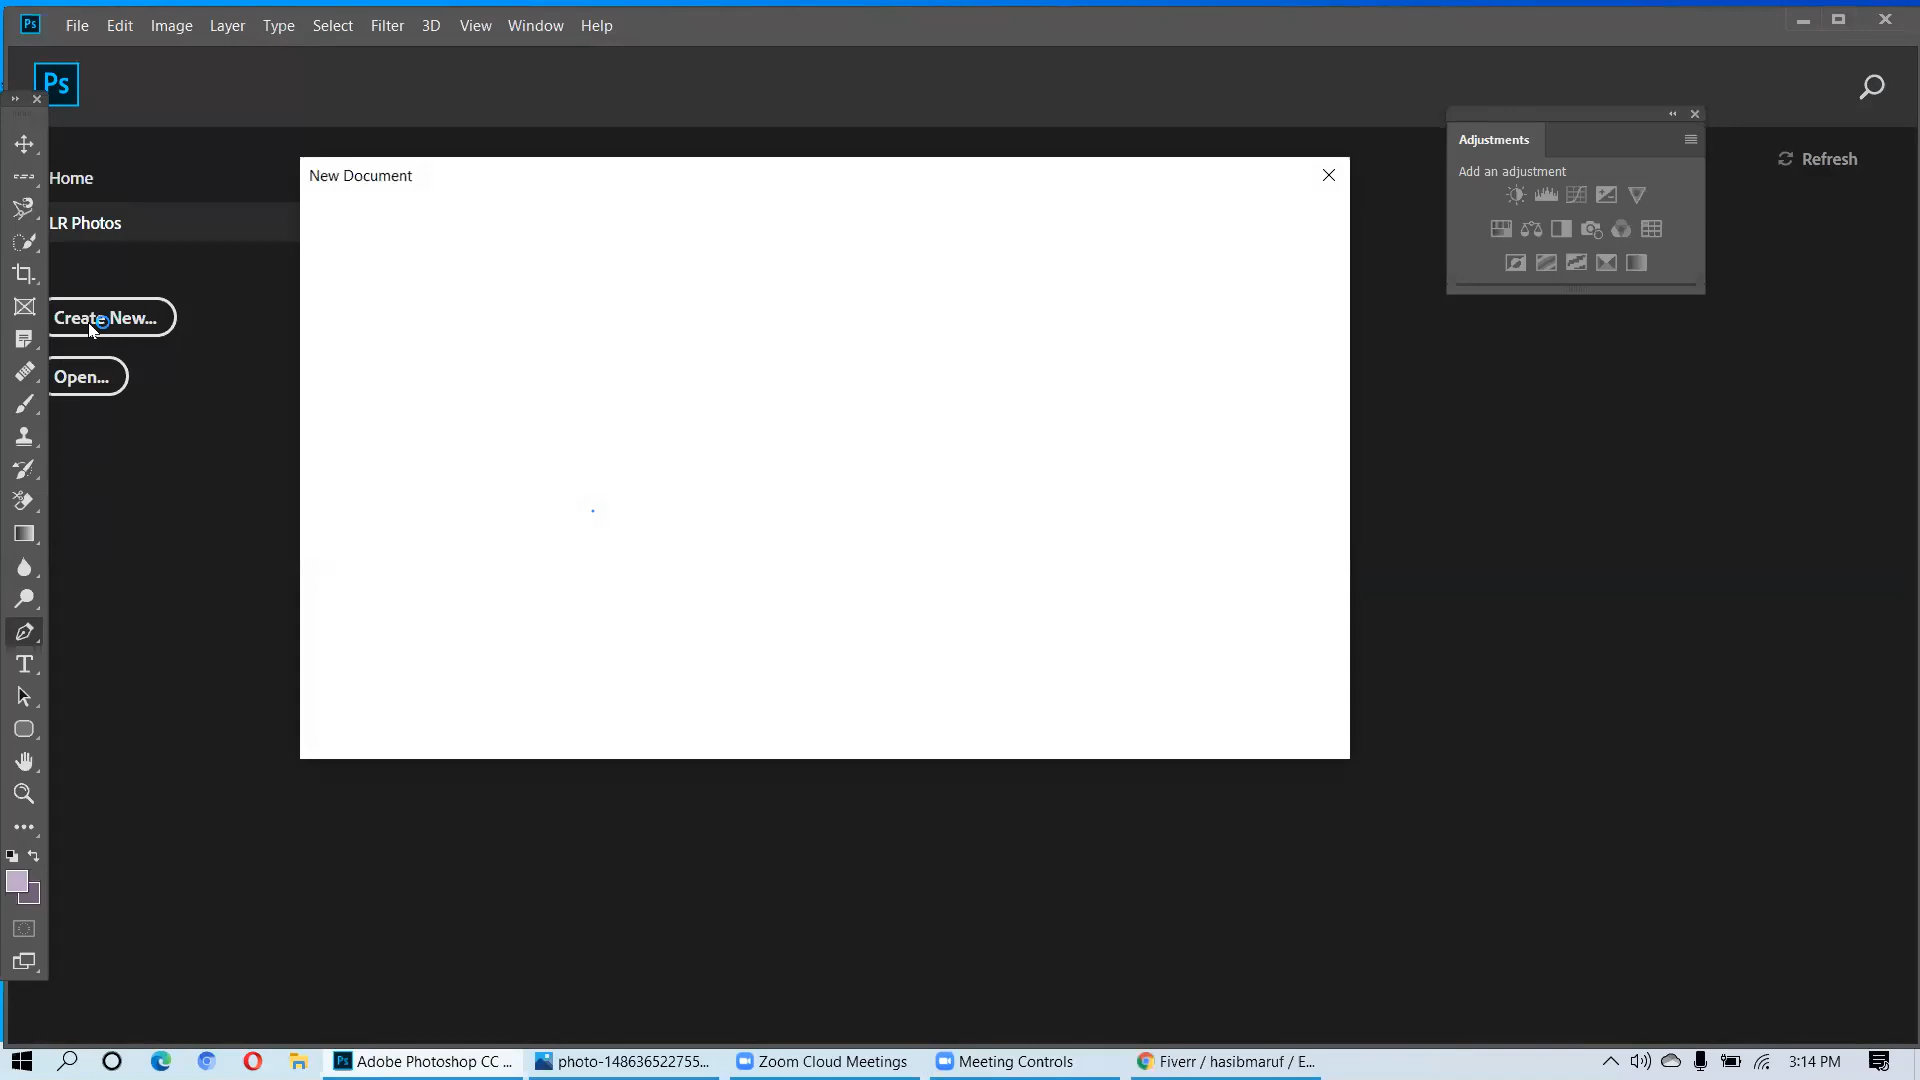 Ps File Edit Image Layer Type Select Filter 3D View Window Help
Ps
Adjustments
Add an adjustment
Refresh
Home
LR Photos
Create New...
Open...
New Document
T
Adobe Photoshop CC ...
photo-148636522755...
Zoom Cloud Meetings
Meeting Controls
Fiverr / hasibmaruf / E...
3:14 PM